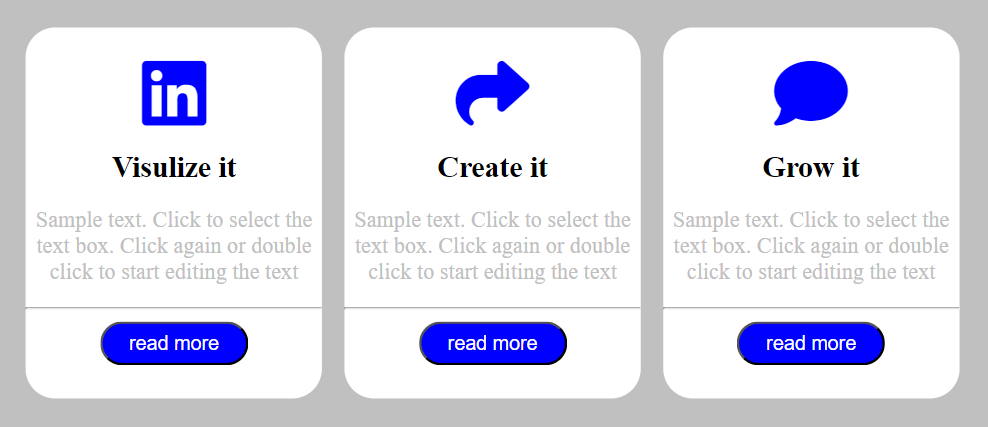 in
Visulize it
Sample text. Click to select the
text box. Click again or double
click to start editing the text
read more
Create it
Sample text. Click to select the
text box. Click again or double
click to start editing the text
read more
Grow it
Sample text. Click to select the
text box. Click again or double
click to start editing the text
read more